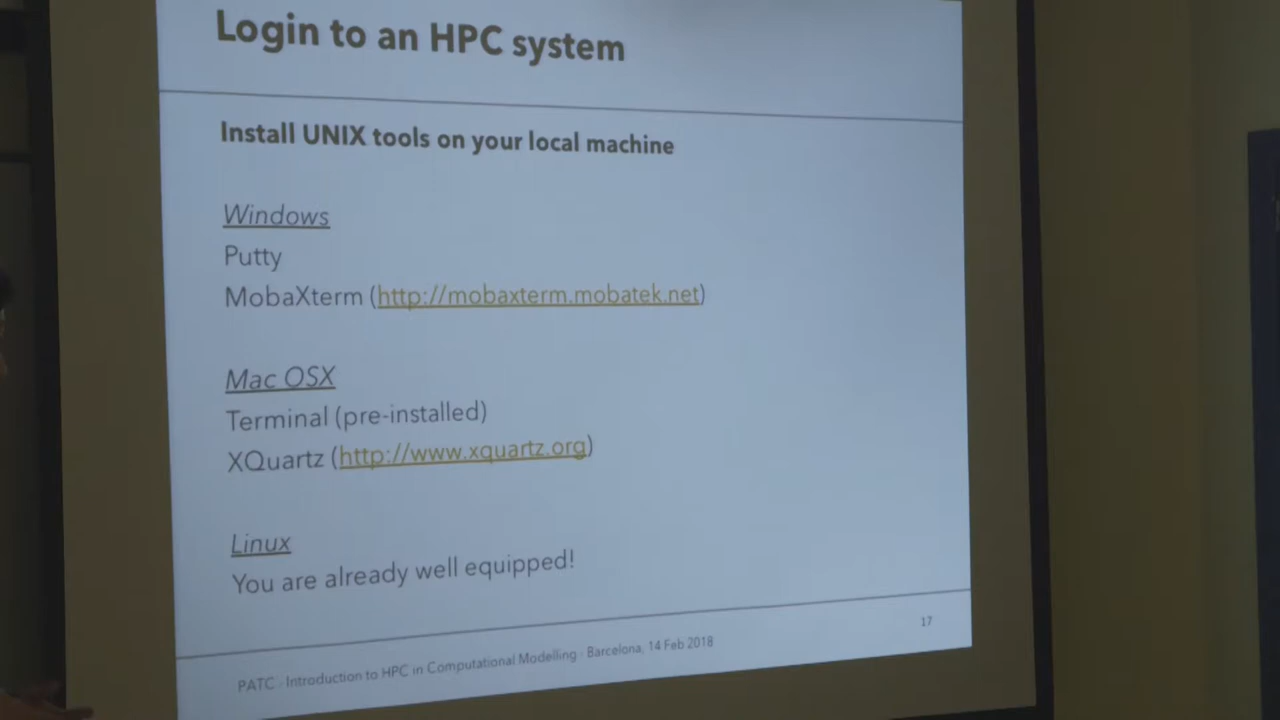 Login to an HPC system
Install UNIX tools on your local machine
Windows
Putty
MobaXterm (http://mobaxterm.mobatek.net)
Mac OSX
Terminal (pre-installed)
XQuartz (http://www.xquartz.org)
Linux
You are already well equipped!
PATC - Introduction to HPC in Computational Modelling - Barcelona, 14 Feb 2018
17